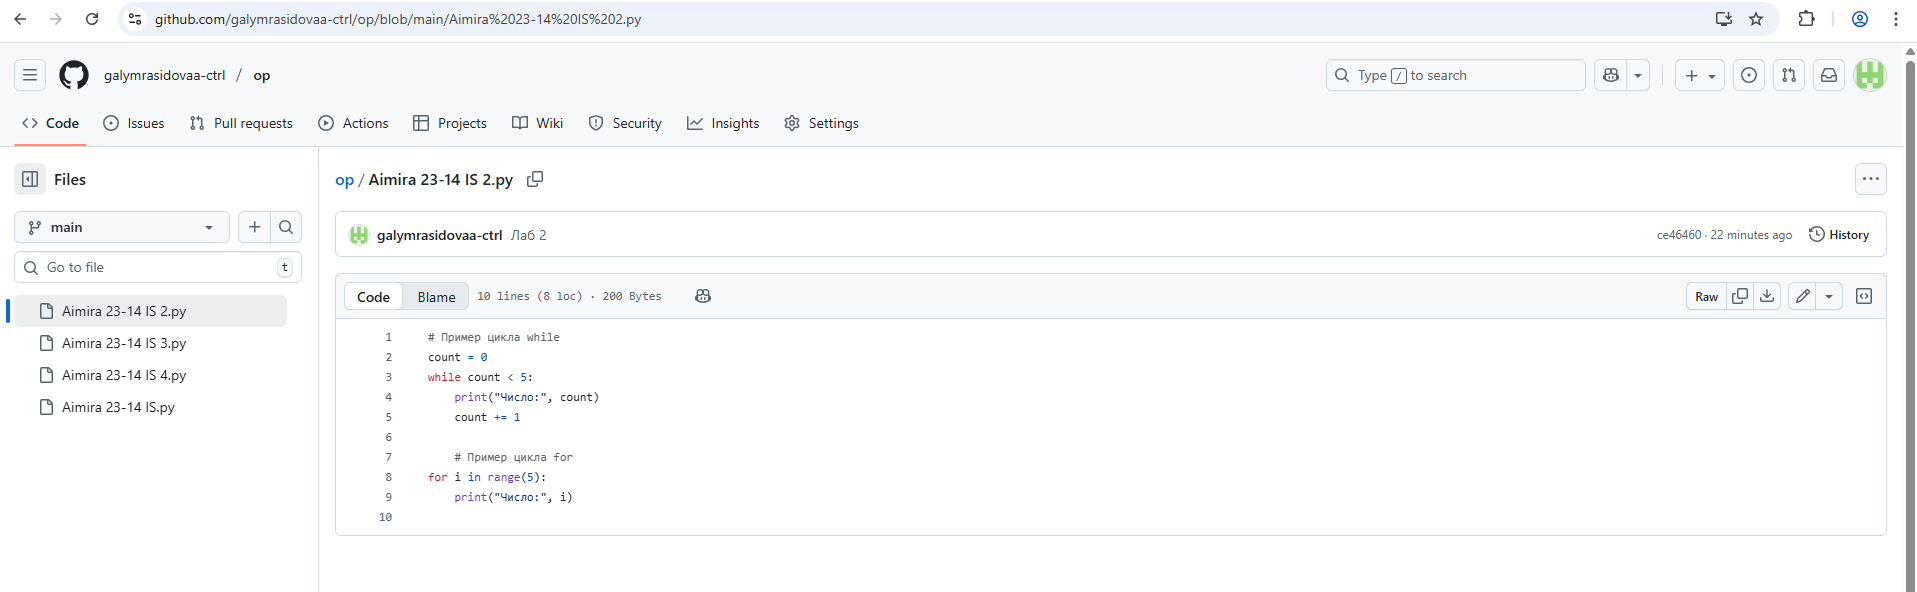 github.com/galymrasidovaa-ctrl/op/blob/main/Aimira%2023-14%20IS%202.py
galymrasidovaa-ctrl / op
Type / to search
Code Issues Pull requests Actions Projects Wiki Security Insights Settings
Files
main
Go to file t
Aimira 23-14 IS 2.py
Aimira 23-14 IS 3.py
Aimira 23-14 IS 4.py
Aimira 23-14 IS.py
op / Aimira 23-14 IS 2.py
galymrasidovaa-ctrl Лаб 2
ce46460 · 22 minutes ago History
Code Blame 10 lines (8 loc) · 200 Bytes
Raw
1 # Пример цикла while
2 count = 0
3 while count < 5:
4     print("Число:", count)
5     count += 1
6
7     # Пример цикла for
8 for i in range(5):
9     print("Число:", i)
10